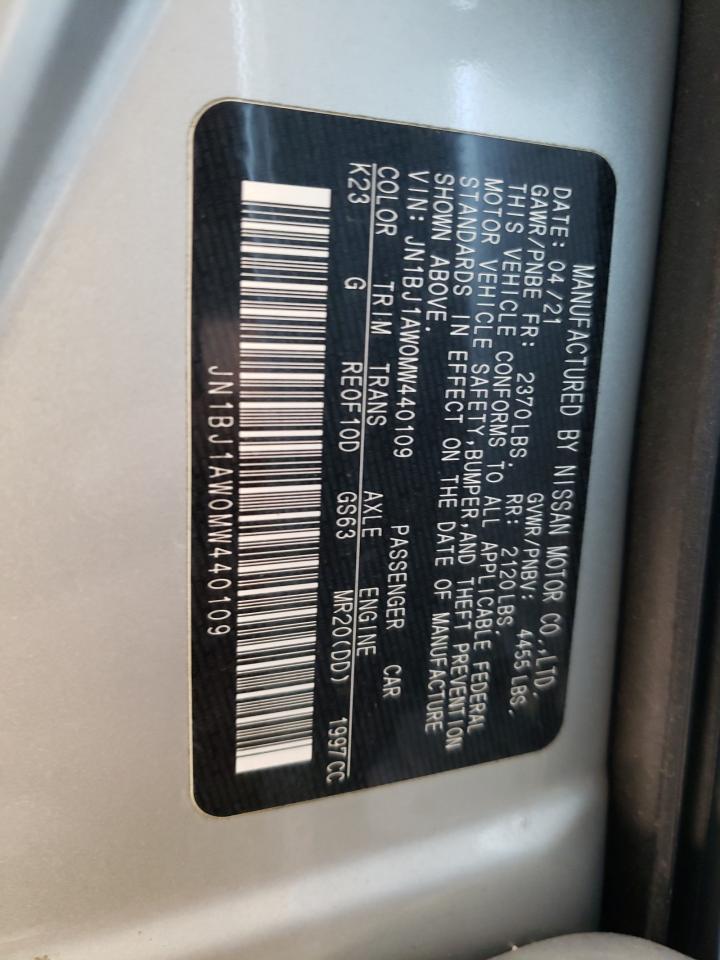 MANUFACTURED BY NISSAN MOTOR CO.,LTD.
DATE: 04/21 GVWR/PNBV: 4455LBS,
GAWR/PNBE FR: 2370LBS. RR: 2120LBS.
THIS VEHICLE CONFORMS TO ALL APPLICABLE FEDERAL
MOTOR VEHICLE SAFETY,BUMPER,AND THEFT PREVENTION
STANDARDS IN EFFECT ON THE DATE OF MANUFACTURE
SHOWN ABOVE.
VIN: JN1BJ1AW0MW440109 PASSENGER CAR
COLOR TRIM TRANS AXLE ENGINE
K23 G RE0F10D GS63 MR20(DD) 1997CC
JN1BJ1AW0MW440109